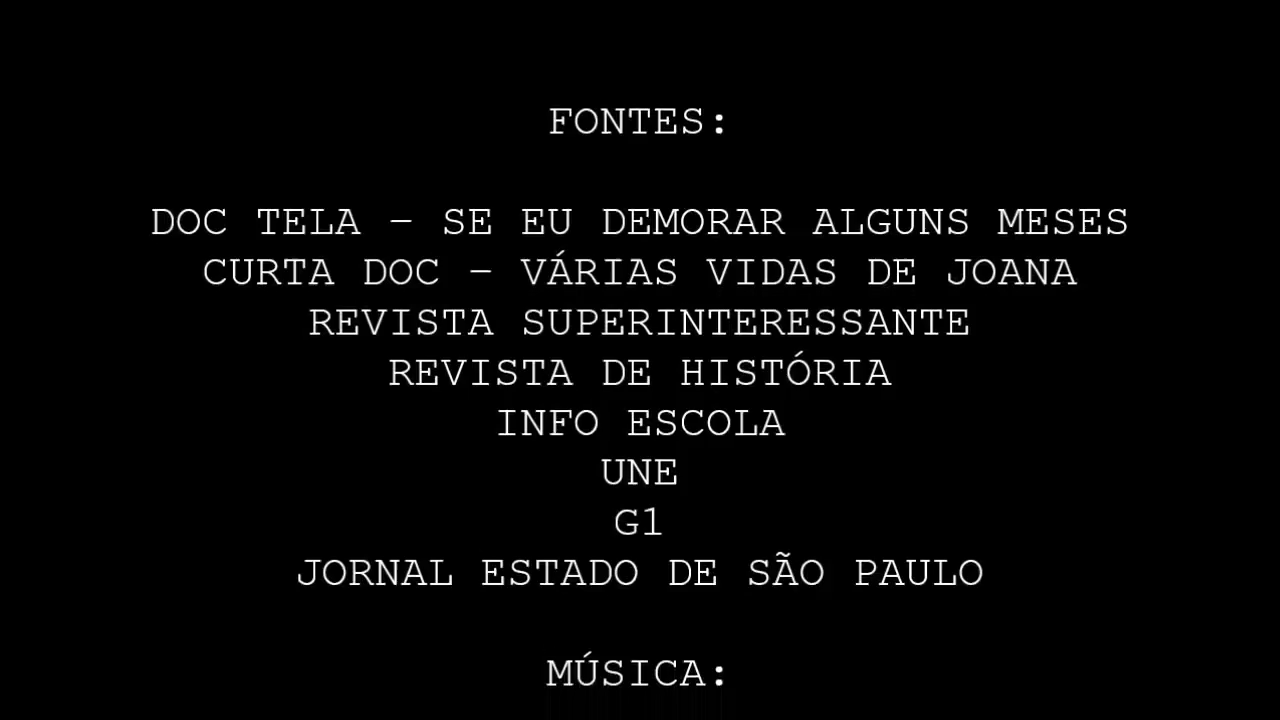 FONTES:
DOC TELA – SE EU DEMORAR ALGUNS MESES
CURTA DOC – VÁRIAS VIDAS DE JOANA
REVISTA SUPERINTERESSANTE
REVISTA DE HISTÓRIA
INFO ESCOLA
UNE
G1
JORNAL ESTADO DE SÃO PAULO
MÚSICA: